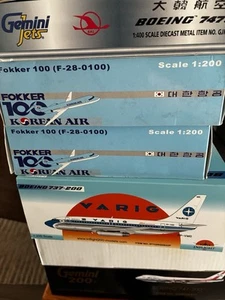 Gemini
Jets
大韓航空
BOEING 747
1:400 SCALE DIECAST METAL ITEM NO. GJ
Fokker 100 (F-28-0100)
Scale 1:200
FOKKER
100
대한항공
KOREAN AIR
Fokker 100 (F-28-0100)
Scale 1:200
FOKKER
100
대한항공
KOREAN AIR
BOEING 737-200
VARIG
VARIG
VARIG
Gemini
200